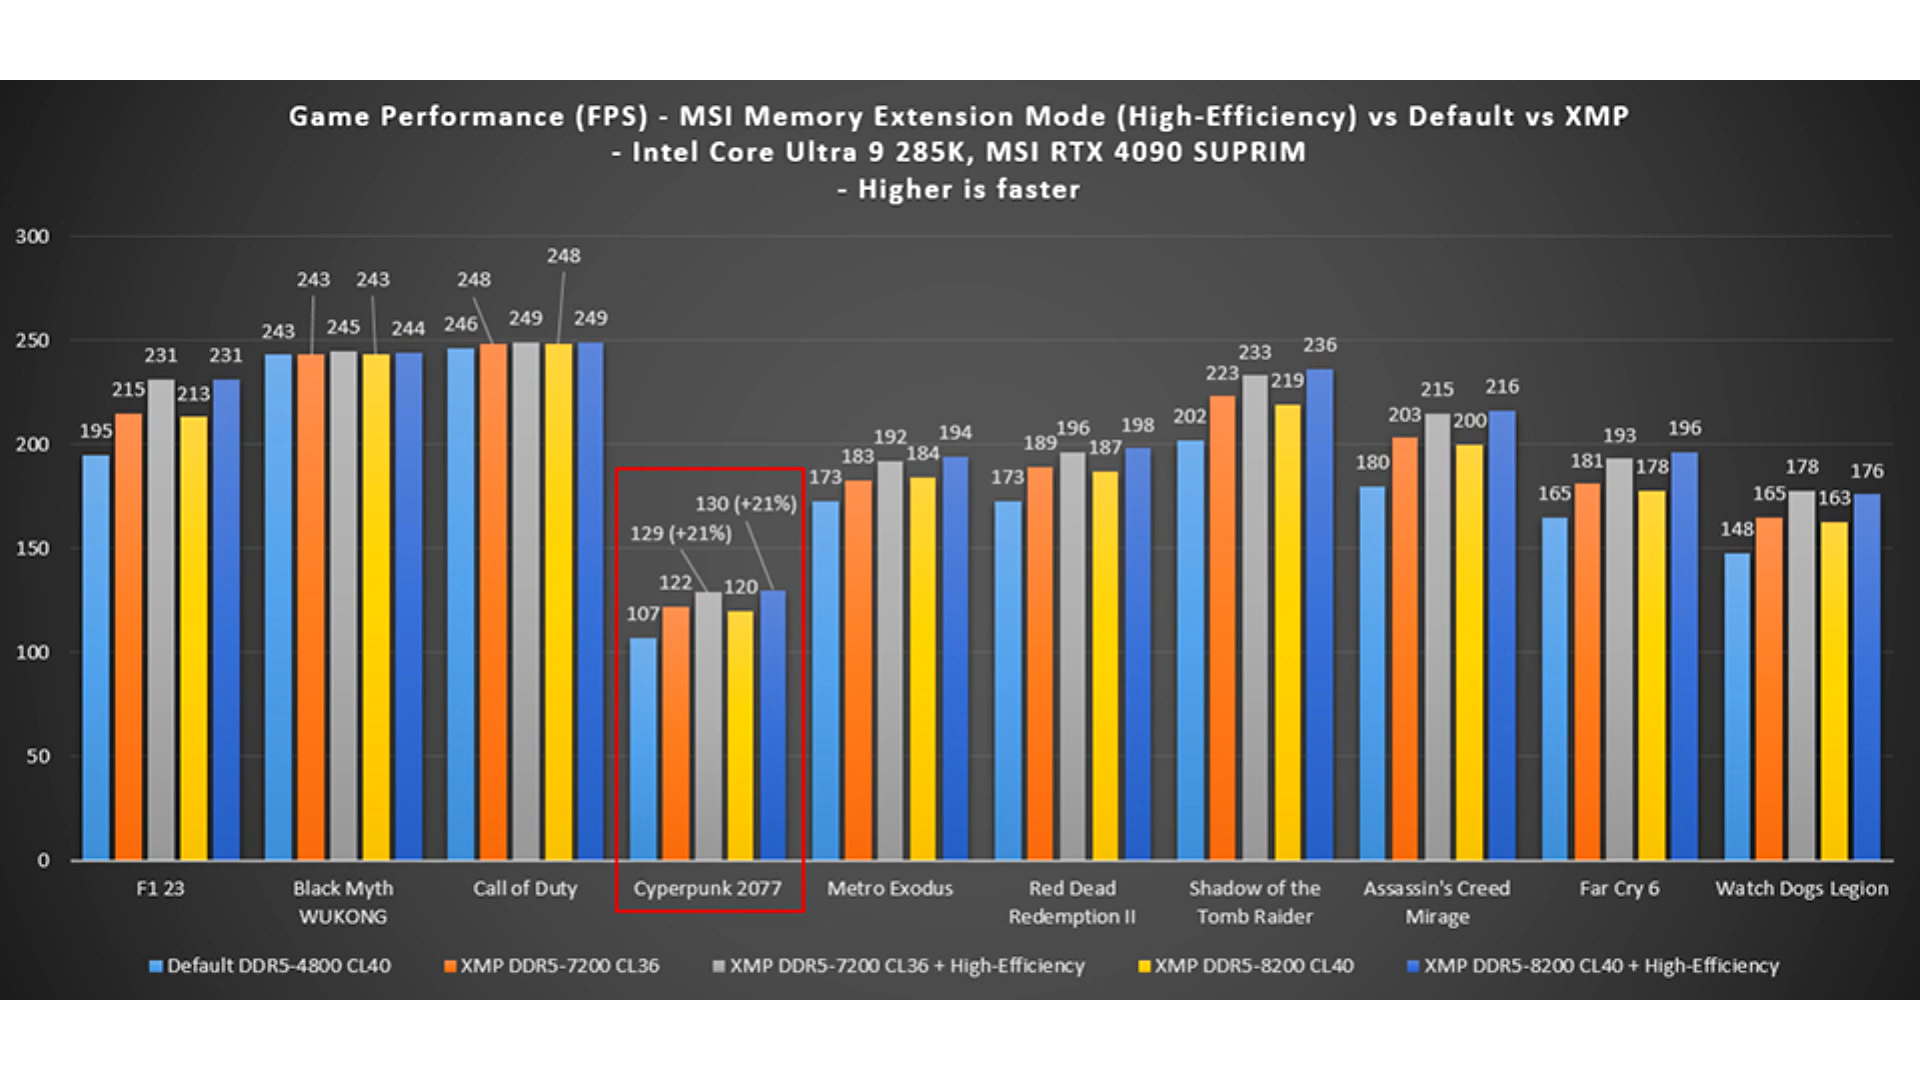 Game Performance (FPS) - MSI Memory Extension Mode (High-Efficiency) vs Default vs XMP
- Intel Core Ultra 9 285K, MSI RTX 4090 SUPRIM
- Higher is faster
300
250
200
150
100
50
0
195
215
231
213
231
243
243
245
243
244
246
248
249
248
249
107
122
129 (+21%)
120
130 (+21%)
173
183
192
184
194
173
189
196
187
198
202
223
233
219
236
180
203
215
200
216
165
181
193
178
196
148
165
178
163
176
F1 23
Black Myth
WUKONG
Call of Duty
Cyperpunk 2077
Metro Exodus
Red Dead
Redemption II
Shadow of the
Tomb Raider
Assassin's Creed
Mirage
Far Cry 6
Watch Dogs Legion
Default DDR5-4800 CL40
XMP DDR5-7200 CL36
XMP DDR5-7200 CL36 + High-Efficiency
XMP DDR5-8200 CL40
XMP DDR5-8200 CL40 + High-Efficiency